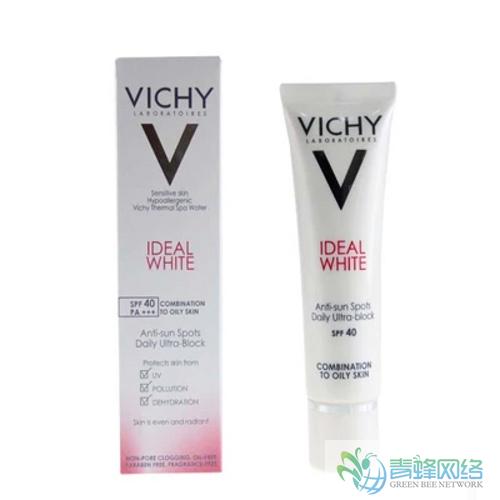 VICHY
LABORATOIRES
V
Sensitive skin
Hypoallergenic
Vichy Thermal Spa Water
IDEAL
WHITE
SPF 40
PA +++
COMBINATION
TO OILY SKIN
Anti-sun Spots
Daily Ultra-Block
Protects skin from
UV
POLLUTION
DEHYDRATION
Skin is even and radiant
NON-PORE CLOGGING, OIL-FREE
PARABEN FREE, FRAGRANCE-FREE
VICHY
LABORATOIRES
V
IDEAL
WHITE
Anti-sun Spots
Daily Ultra-block
SPF 40
COMBINATION
TO OILY SKIN
青蜂网络
GREEN BEE NETWORK